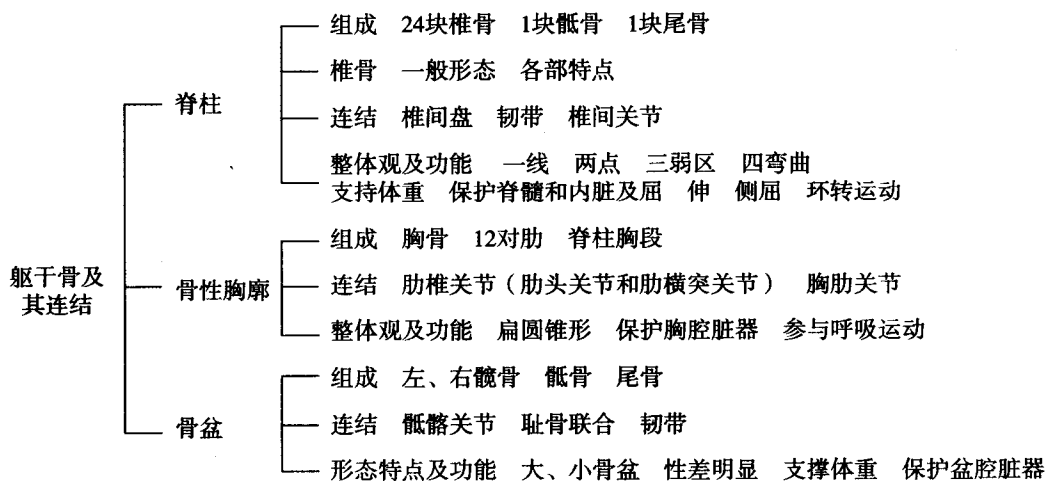 组成 24块椎骨 1块骶骨 1块尾骨
椎骨 一般形态 各部特点
脊柱
连结 椎间盘 韧带 椎间关节
整体观及功能 一线 两点 三弱区 四弯曲
支持体重 保护脊髓和内脏及屈 伸 侧屈 环转运动
组成 胸骨 12对肋 脊柱胸段
躯干骨及
其连结
骨性胸廓
连结 肋椎关节（肋头关节和肋横突关节） 胸肋关节
整体观及功能 扁圆锥形 保护胸腔脏器 参与呼吸运动
组成 左、右髋骨 骶骨 尾骨
骨盆
连结 骶髂关节 耻骨联合 韧带
形态特点及功能 大、小骨盆 性差明显 支撑体重 保护盆腔脏器